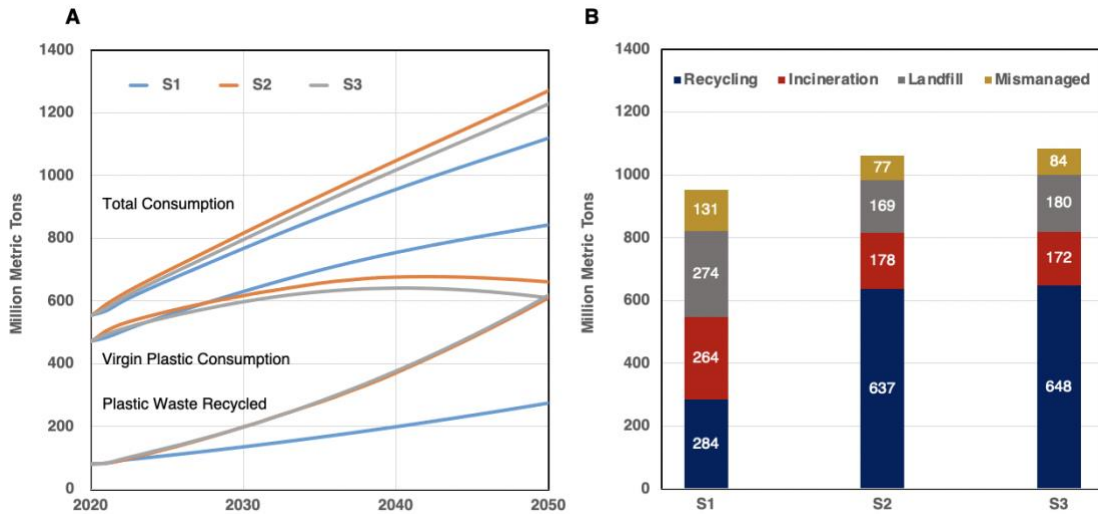 A
Million Metric Tons
1400
1200
1000
800
600
400
200
0
S1 S2 S3
Total Consumption
Virgin Plastic Consumption
Plastic Waste Recycled
2020 2030 2040 2050
B
Million Metric Tons
1400
1200
1000
800
600
400
200
0
Recycling Incineration Landfill Mismanaged
131
274
264
284
77
169
178
637
84
180
172
648
S1 S2 S3